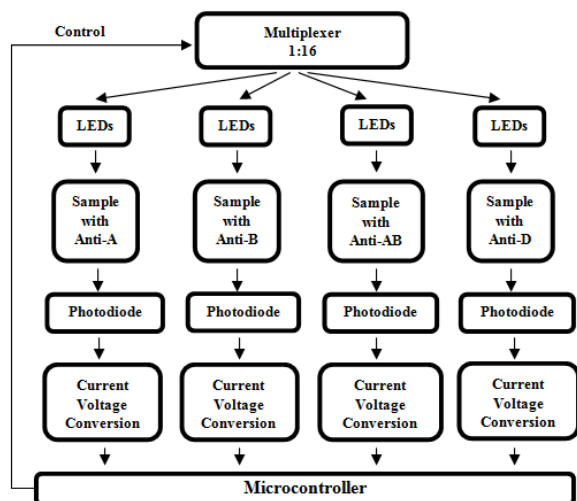 Control
Multiplexer
1:16
LEDs
LEDs
LEDs
LEDs
Sample
with
Anti-A
Sample
with
Anti-B
Sample
with
Anti-AB
Sample
with
Anti-D
Photodiode
Photodiode
Photodiode
Photodiode
Current
Voltage
Conversion
Current
Voltage
Conversion
Current
Voltage
Conversion
Current
Voltage
Conversion
Microcontroller